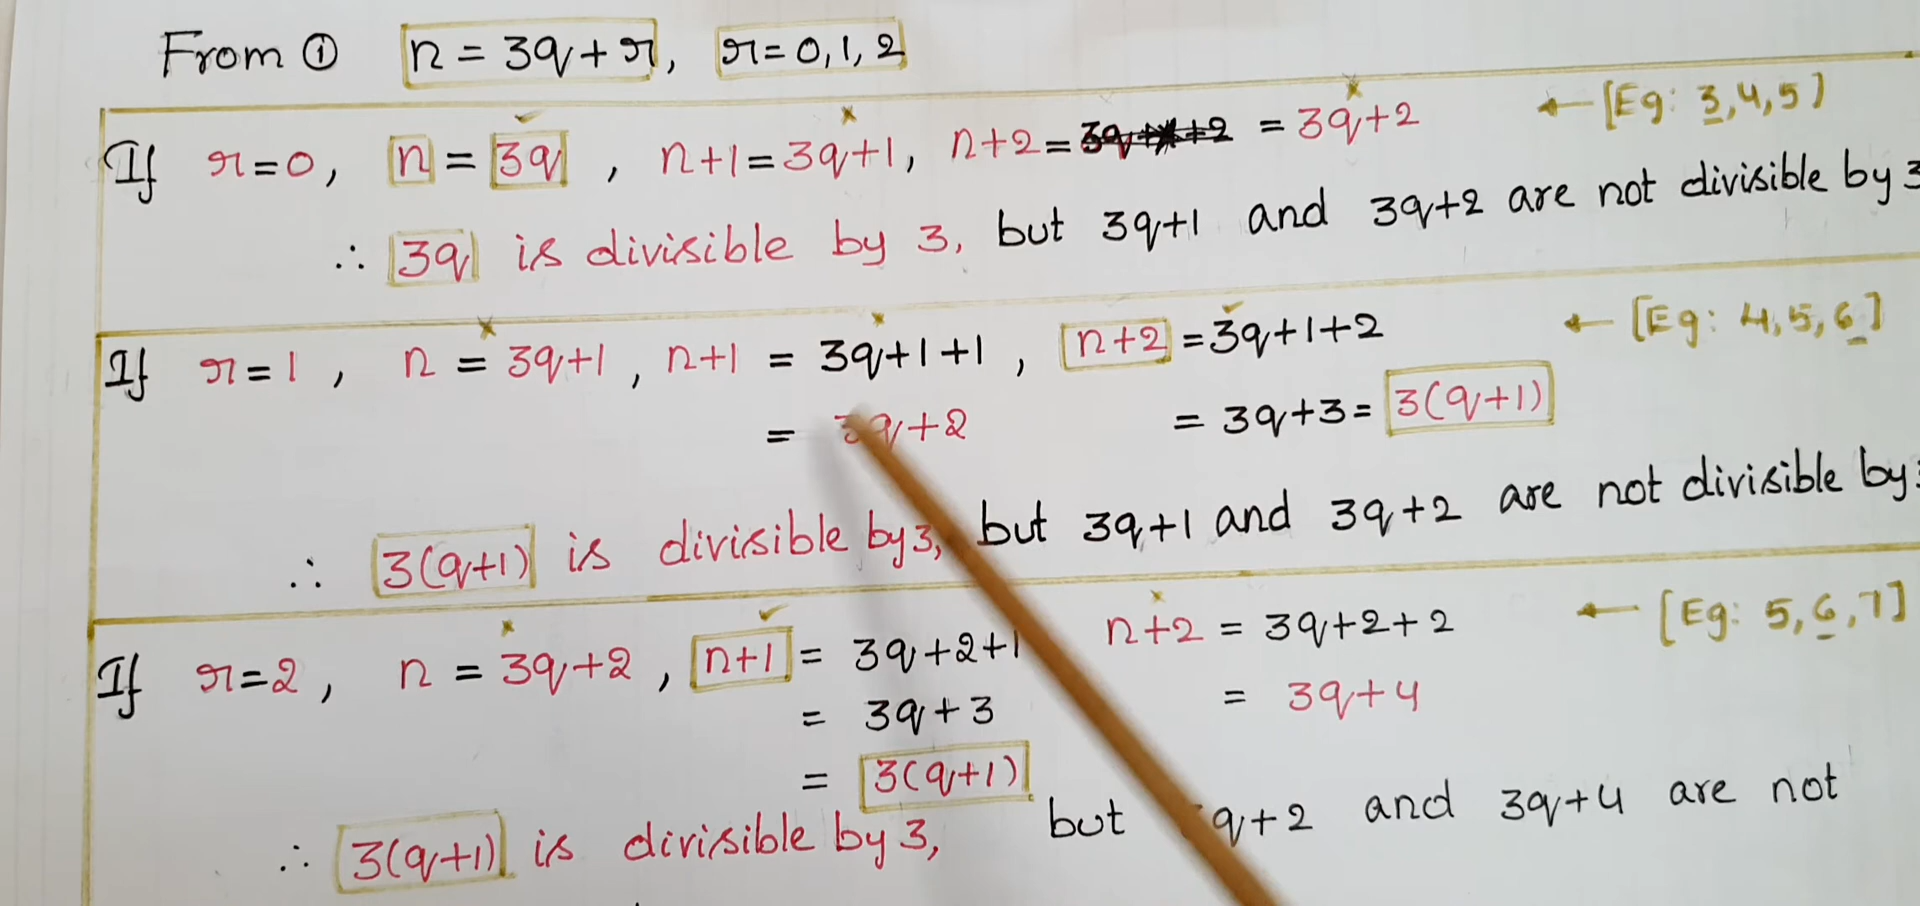 From ① n = 3q + r, r = 0, 1, 2
If r = 0, n = 3q, n+1 = 3q+1, n+2 = = 3q+2 ← [Eg: 3,4,5]
∴ 3q is divisible by 3, but 3q+1 and 3q+2 are not divisible by 3
If r = 1, n = 3q+1, n+1 = 3q+1+1, n+2 = 3q+1+2 ← [Eg: 4,5,6]
= 3q+2 = 3q+3 = 3(q+1)
∴ 3(q+1) is divisible by 3, but 3q+1 and 3q+2 are not divisible by
If r = 2, n = 3q+2, n+1 = 3q+2+1 n+2 = 3q+2+2 ← [Eg: 5,6,7]
= 3q+3 = 3q+4
= 3(q+1)
∴ 3(q+1) is divisible by 3, but q+2 and 3q+4 are not